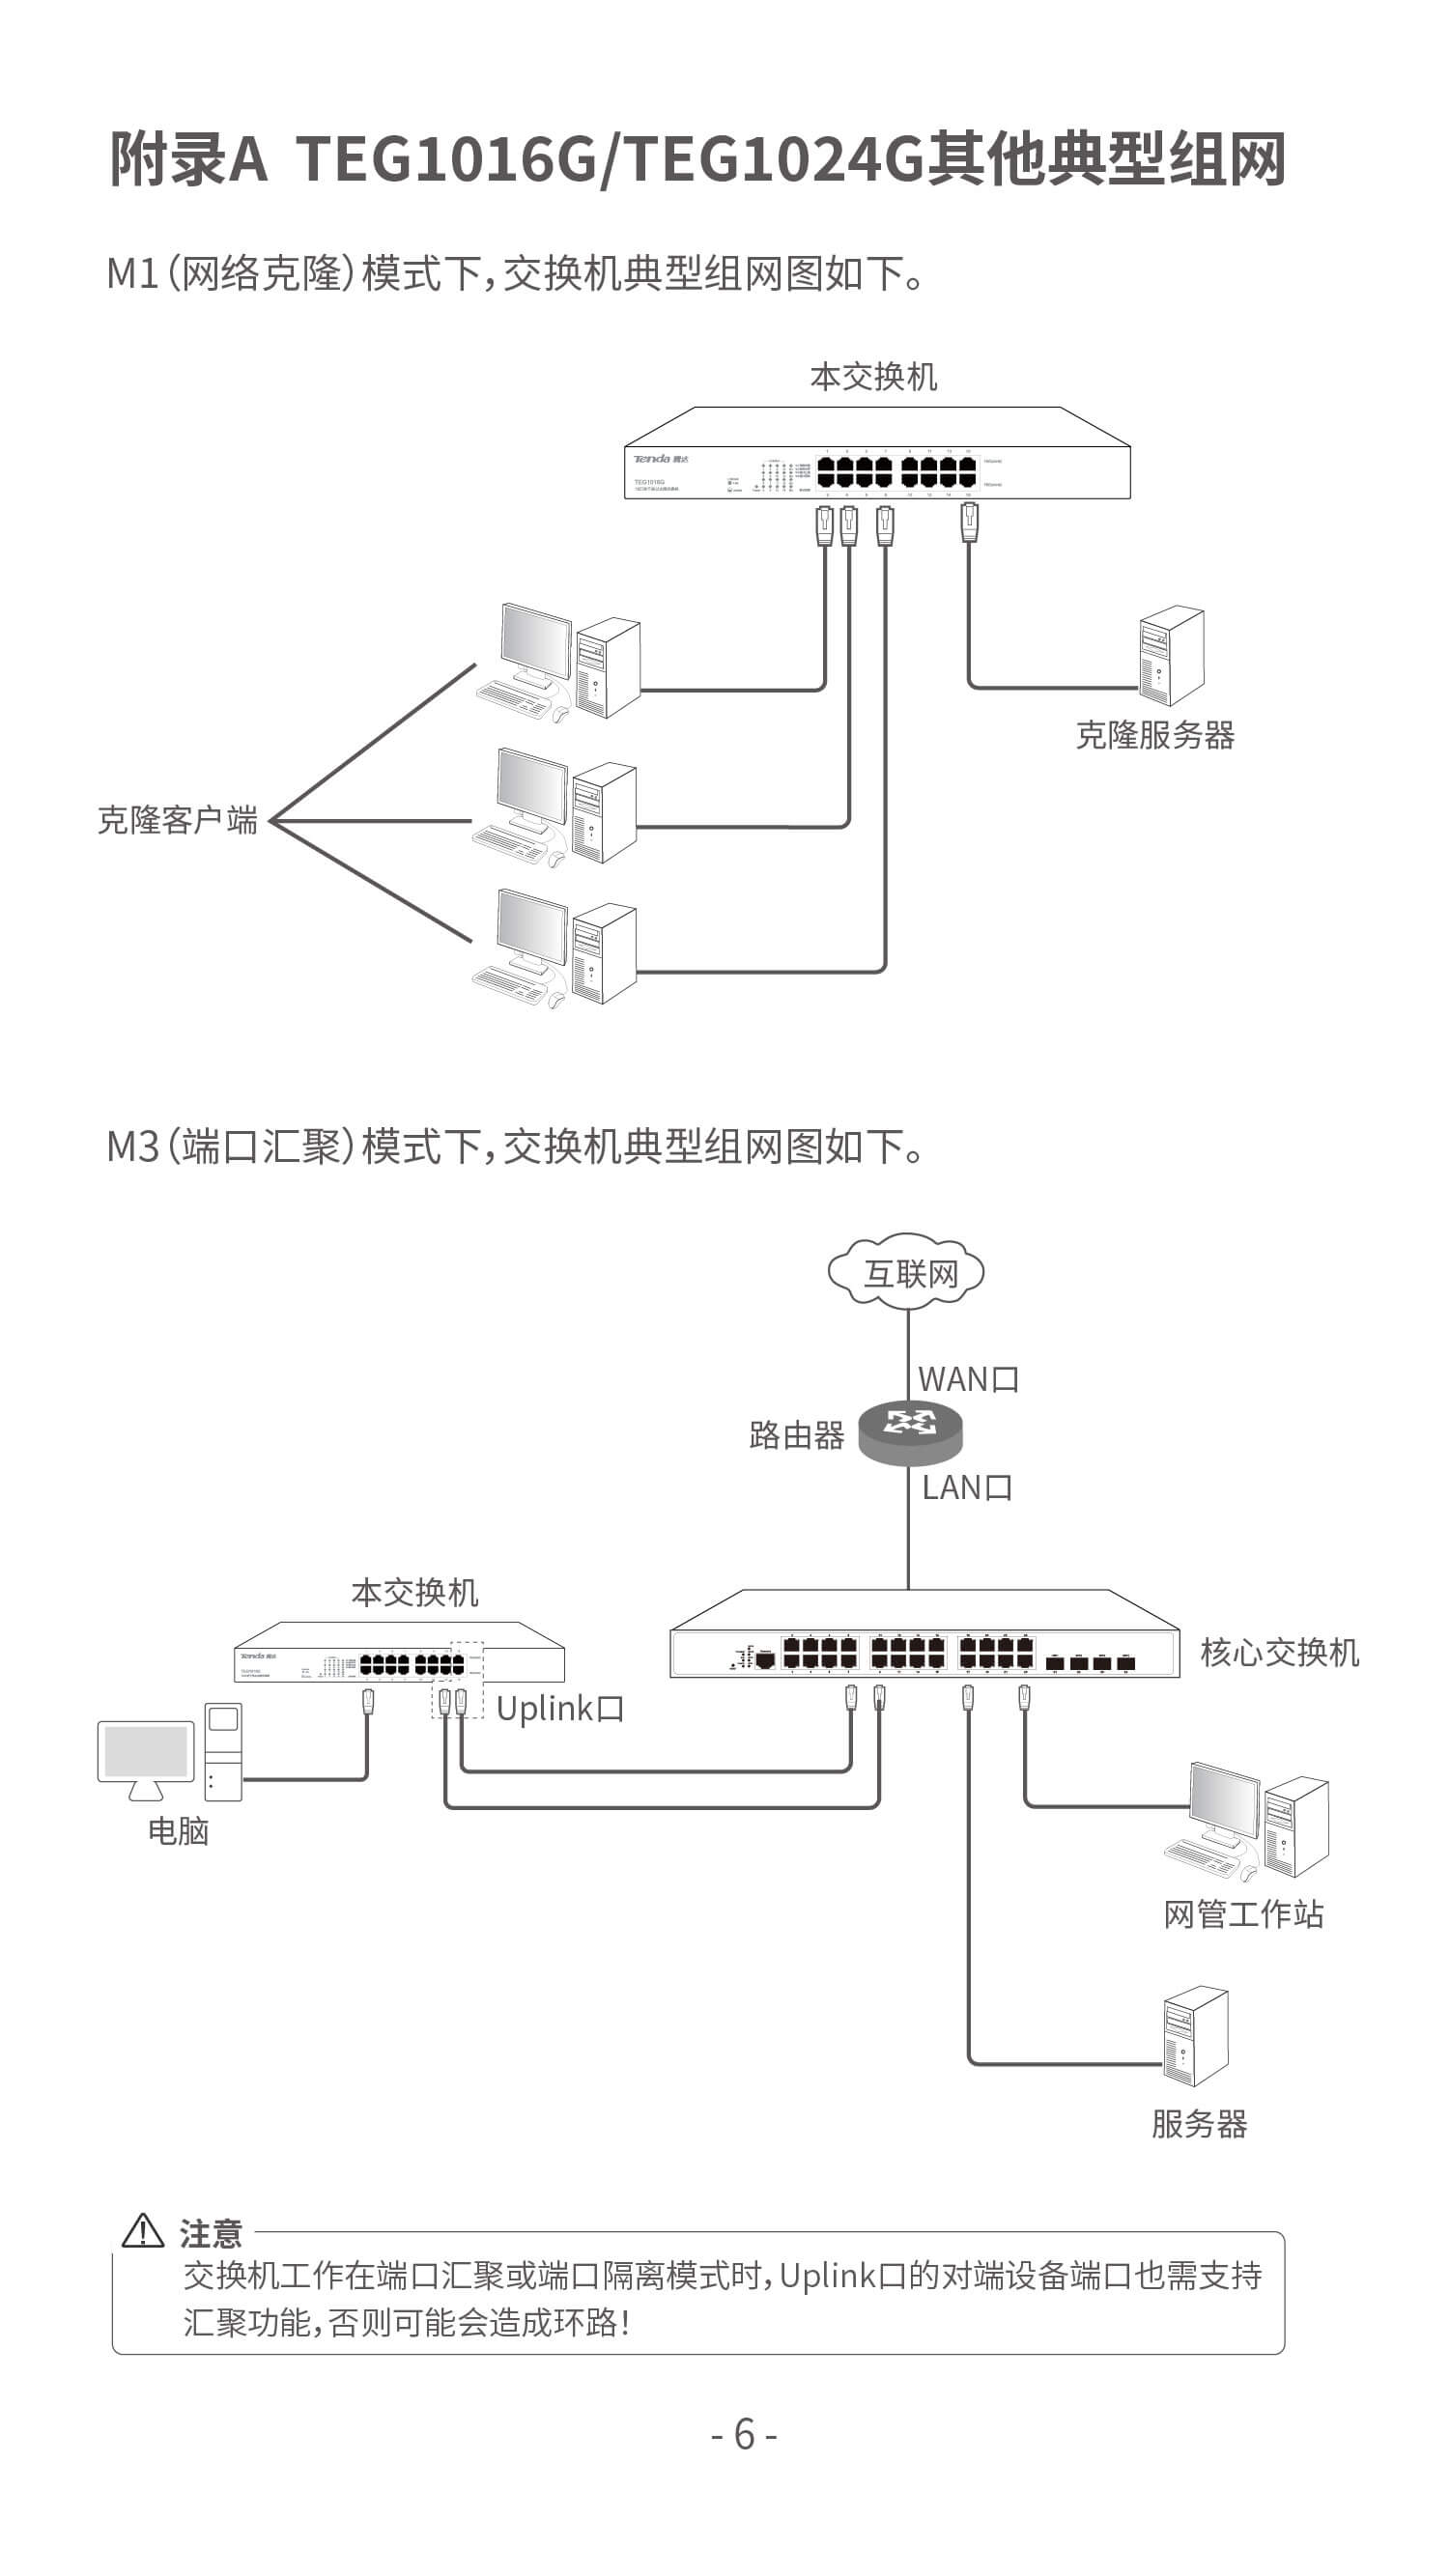 附录A TEG1016G/TEG1024G其他典型组网
M1（网络克隆）模式下，交换机典型组网图如下。
本交换机
Tenda 腾达
TEG1016G
克隆服务器
克隆客户端
M3（端口汇聚）模式下，交换机典型组网图如下。
互联网
WAN口
路由器
LAN口
本交换机
Tenda 腾达
核心交换机
Uplink口
电脑
网管工作站
服务器
注意
交换机工作在端口汇聚或端口隔离模式时，Uplink口的对端设备端口也需支持
汇聚功能，否则可能会造成环路！
- 6 -